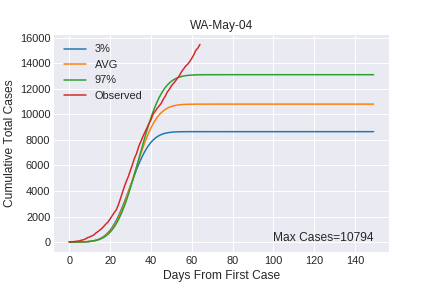 WA-May-04
Cumulative Total Cases
16000
14000
12000
10000
8000
6000
4000
2000
0
3%
AVG
97%
Observed
Max Cases=10794
0 20 40 60 80 100 120 140
Days From First Case